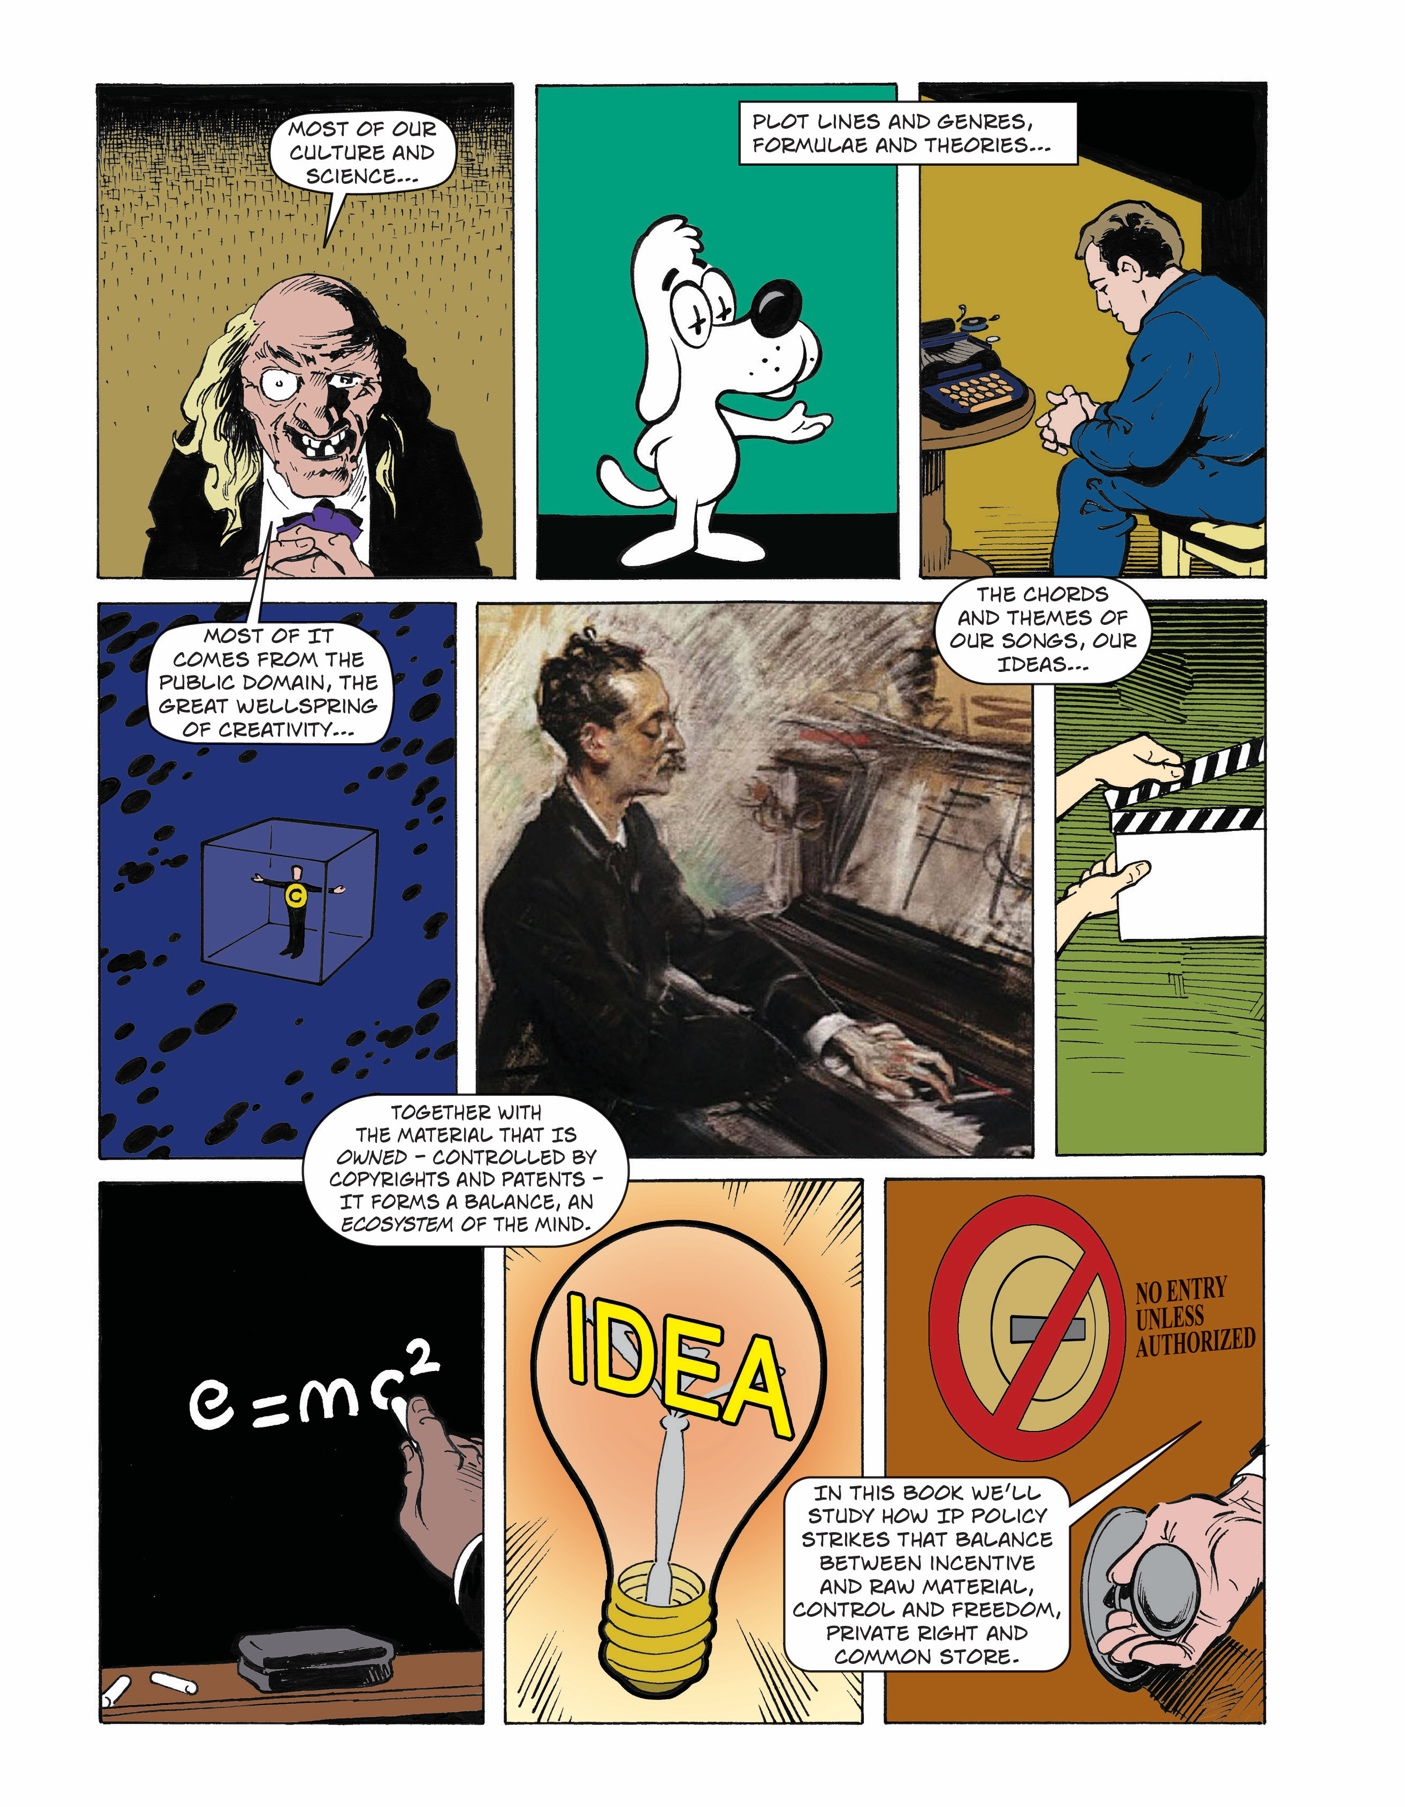 MOST OF OUR
CULTURE AND
SCIENCE...
PLOT LINES AND GENRES,
FORMULAE AND THEORIES...
MOST OF IT
COMES FROM THE
PUBLIC DOMAIN, THE
GREAT WELLSPRING
OF CREATIVITY...
C
THE CHORDS
AND THEMES OF
OUR SONGS, OUR
IDEAS...
TOGETHER WITH
THE MATERIAL THAT IS
OWNED – CONTROLLED BY
COPYRIGHTS AND PATENTS –
IT FORMS A BALANCE, AN
ECOSYSTEM OF THE MIND.
e=mc²
IDEA
NO ENTRY
UNLESS
AUTHORIZED
IN THIS BOOK WE'LL
STUDY HOW IP POLICY
STRIKES THAT BALANCE
BETWEEN INCENTIVE
AND RAW MATERIAL,
CONTROL AND FREEDOM,
PRIVATE RIGHT AND
COMMON STORE.